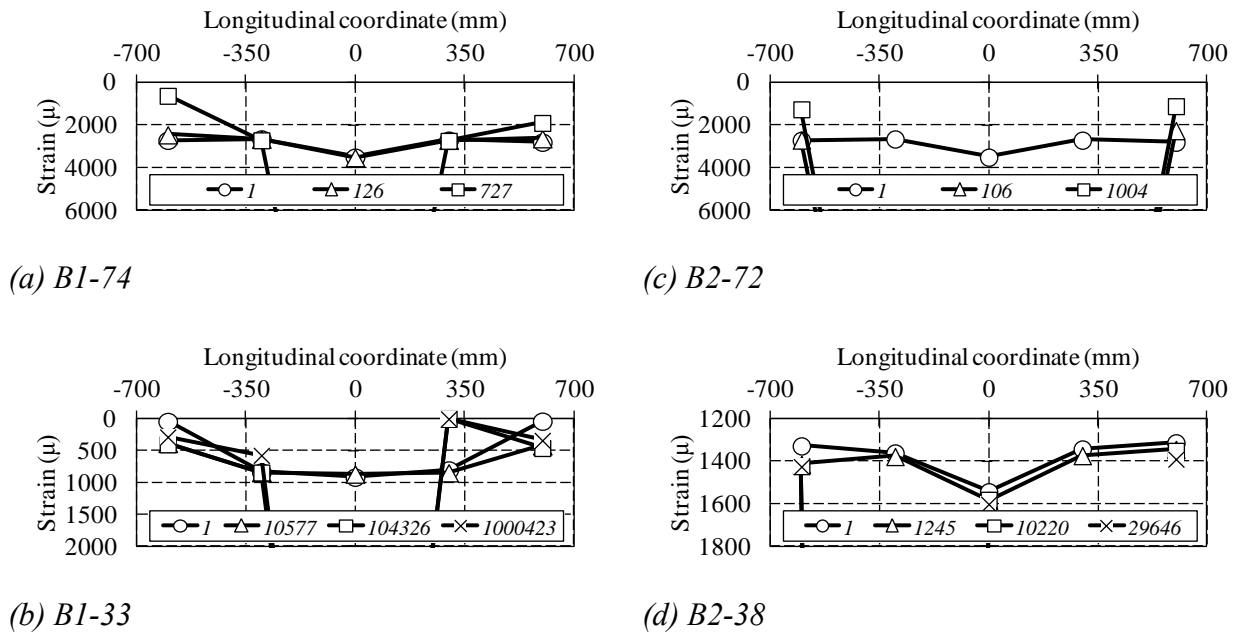 Longitudinal coordinate (mm)
-700 -350 0 350 700
0
2000
4000
6000
Strain (μ)
1 126 727
(a) B1-74
Longitudinal coordinate (mm)
-700 -350 0 350 700
0
2000
4000
6000
Strain (μ)
1 106 1004
(c) B2-72
Longitudinal coordinate (mm)
-700 -350 0 350 700
0
500
1000
1500
2000
Strain (μ)
1 10577 104326 1000423
(b) B1-33
Longitudinal coordinate (mm)
-700 -350 0 350 700
1200
1400
1600
1800
Strain (μ)
1 1245 10220 29646
(d) B2-38